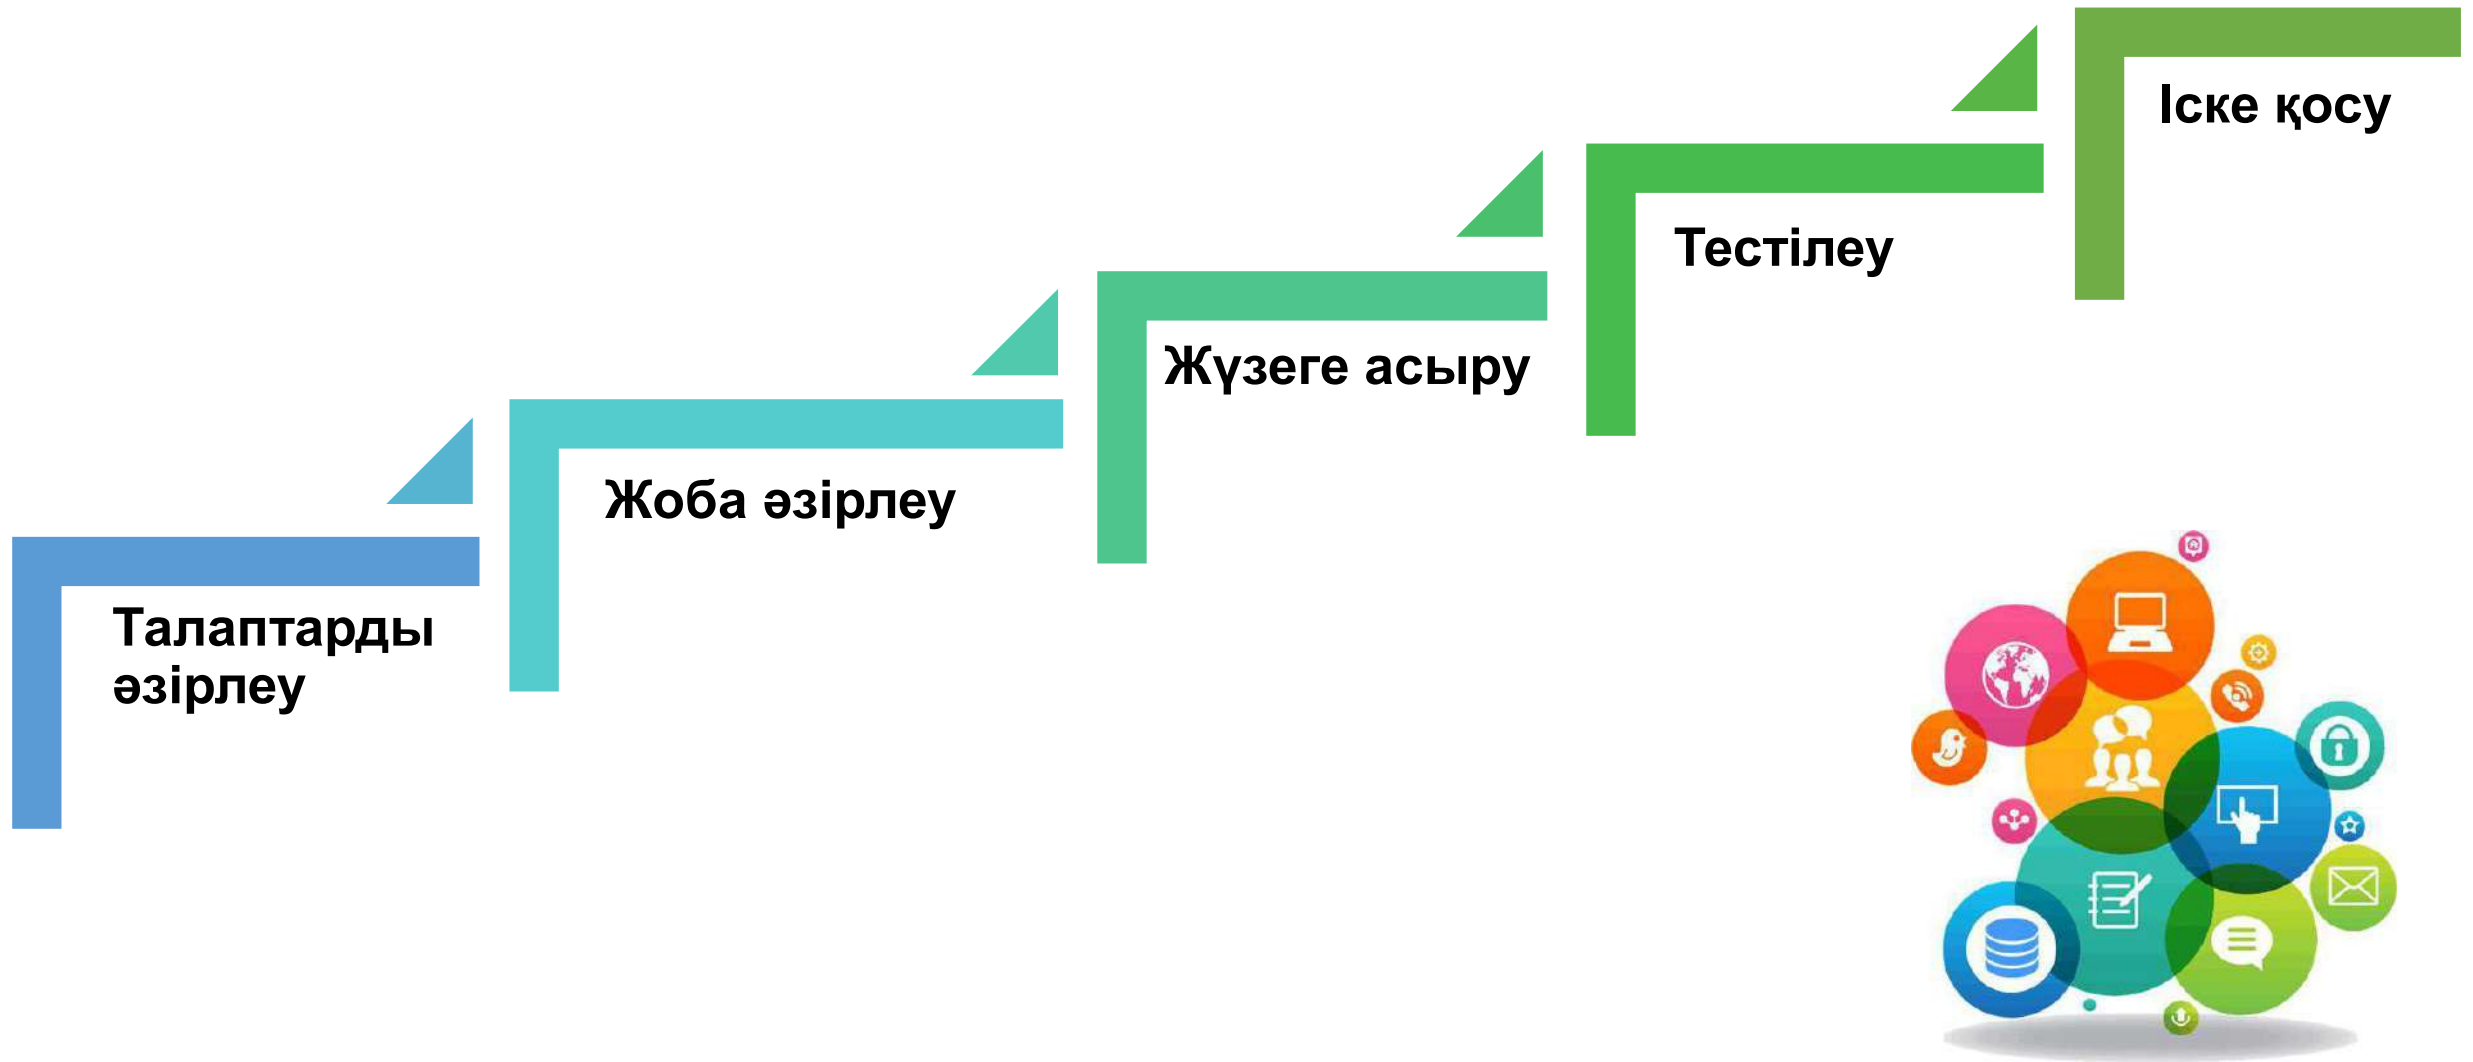 Талаптарды
әзірлеу
Жоба әзірлеу
Жүзеге асыру
Тестілеу
Іске қосу